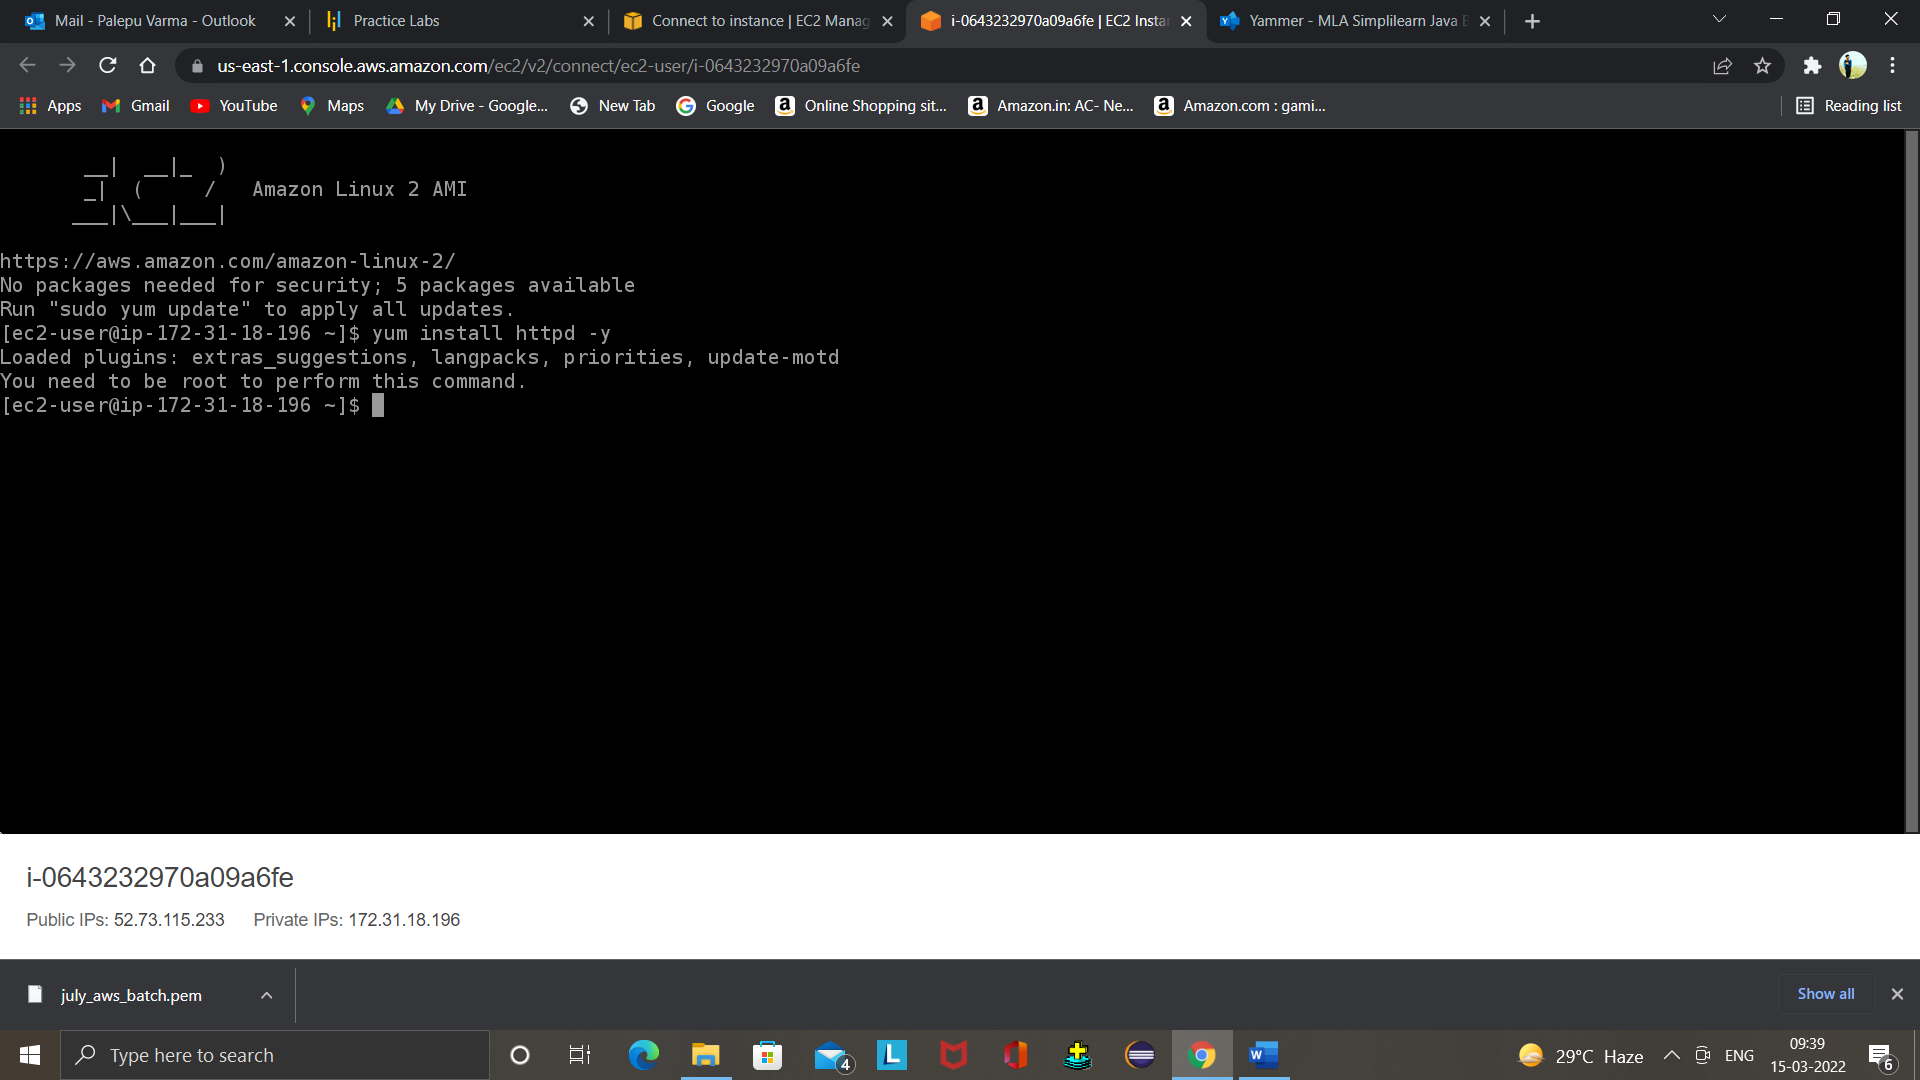 Mail - Palepu Varma - Outlook
Practice Labs
Connect to instance | EC2 Manag
i-0643232970a09a6fe | EC2 Insta
Yammer - MLA Simplilearn Java B
us-east-1.console.aws.amazon.com/ec2/v2/connect/ec2-user/i-0643232970a09a6fe
Apps
Gmail
YouTube
Maps
My Drive - Google...
New Tab
Google
Online Shopping sit...
Amazon.in: AC- Ne...
Amazon.com : gami...
Reading list
__|  __|_  )
_|  (     /   Amazon Linux 2 AMI
___|\___|___|
https://aws.amazon.com/amazon-linux-2/
No packages needed for security; 5 packages available
Run "sudo yum update" to apply all updates.
[ec2-user@ip-172-31-18-196 ~]$ yum install httpd -y
Loaded plugins: extras_suggestions, langpacks, priorities, update-motd
You need to be root to perform this command.
[ec2-user@ip-172-31-18-196 ~]$
i-0643232970a09a6fe
Public IPs: 52.73.115.233 Private IPs: 172.31.18.196
july_aws_batch.pem
Show all
Type here to search
4
L
W
29°C Haze
ENG
09:39
15-03-2022
6